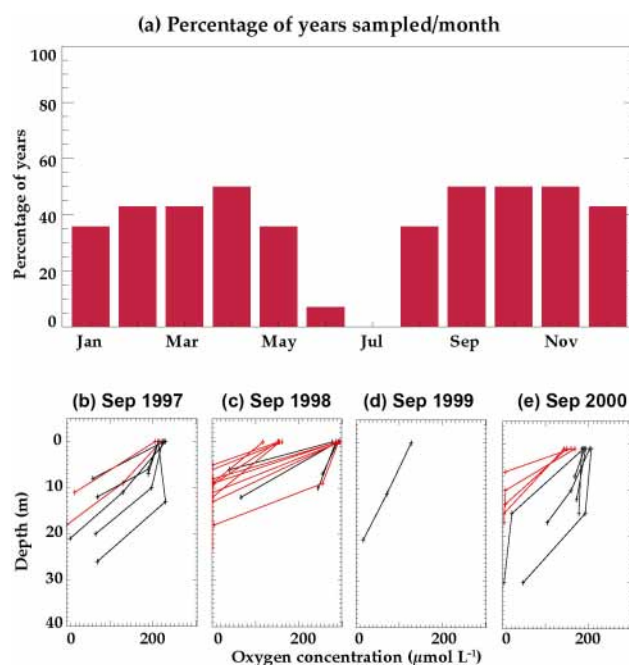 (a) Percentage of years sampled/month
Percentage of years
100
80
60
40
20
0
Jan Mar May Jul Sep Nov
(b) Sep 1997 (c) Sep 1998 (d) Sep 1999 (e) Sep 2000
Depth (m)
0
10
20
30
40
0 200 0 200 0 200 0 200
Oxygen concentration (µmol L⁻¹)